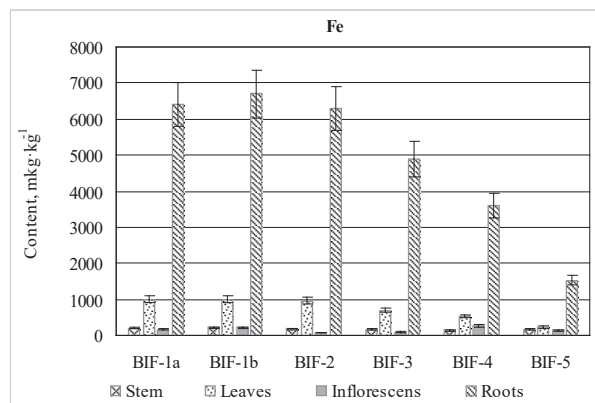 Fe
8000
7000
6000
5000
4000
3000
2000
1000
0
Content, mkg·kg⁻¹
BIF-1a BIF-1b BIF-2 BIF-3 BIF-4 BIF-5
Stem Leaves Inflorescens Roots